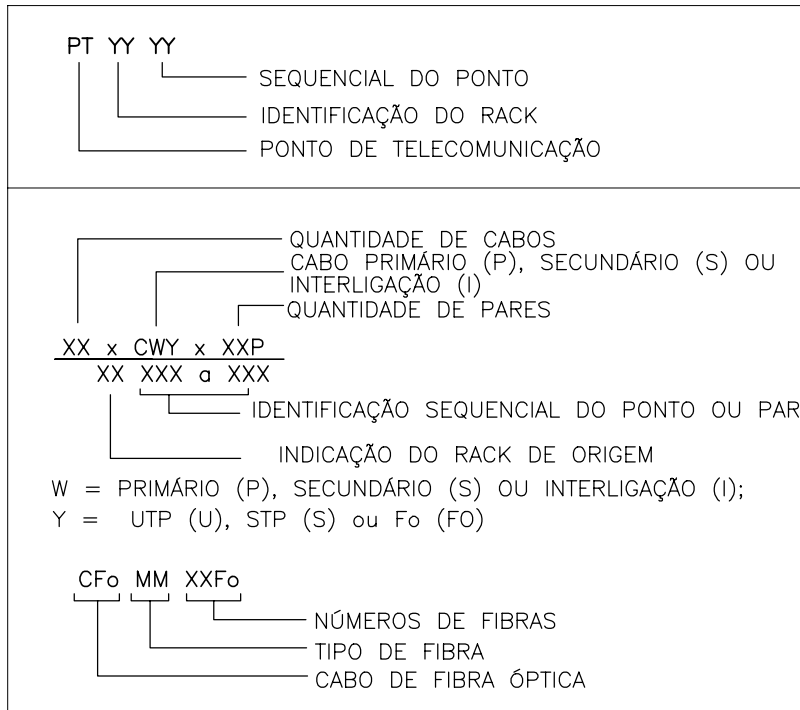 PT YY YY
SEQUENCIAL DO PONTO
IDENTIFICAÇÃO DO RACK
PONTO DE TELECOMUNICAÇÃO
QUANTIDADE DE CABOS
CABO PRIMÁRIO (P), SECUNDÁRIO (S) OU
INTERLIGAÇÃO (I)
QUANTIDADE DE PARES
XX x CWY x XXP
XX XXX a XXX
IDENTIFICAÇÃO SEQUENCIAL DO PONTO OU PAR
INDICAÇÃO DO RACK DE ORIGEM
W = PRIMÁRIO (P), SECUNDÁRIO (S) OU INTERLIGAÇÃO (I);
Y = UTP (U), STP (S) ou Fo (FO)
CFo MM XXFo
NÚMEROS DE FIBRAS
TIPO DE FIBRA
CABO DE FIBRA ÓPTICA